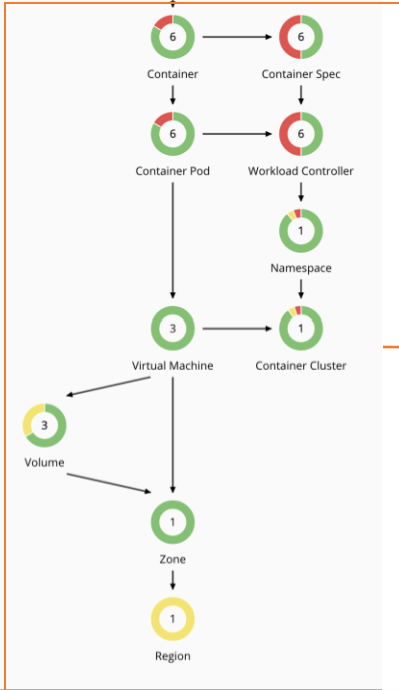 6 6
Container Container Spec
6 6
Container Pod Workload Controller
1
Namespace
3 1
Virtual Machine Container Cluster
3
Volume
1
Zone
1
Region